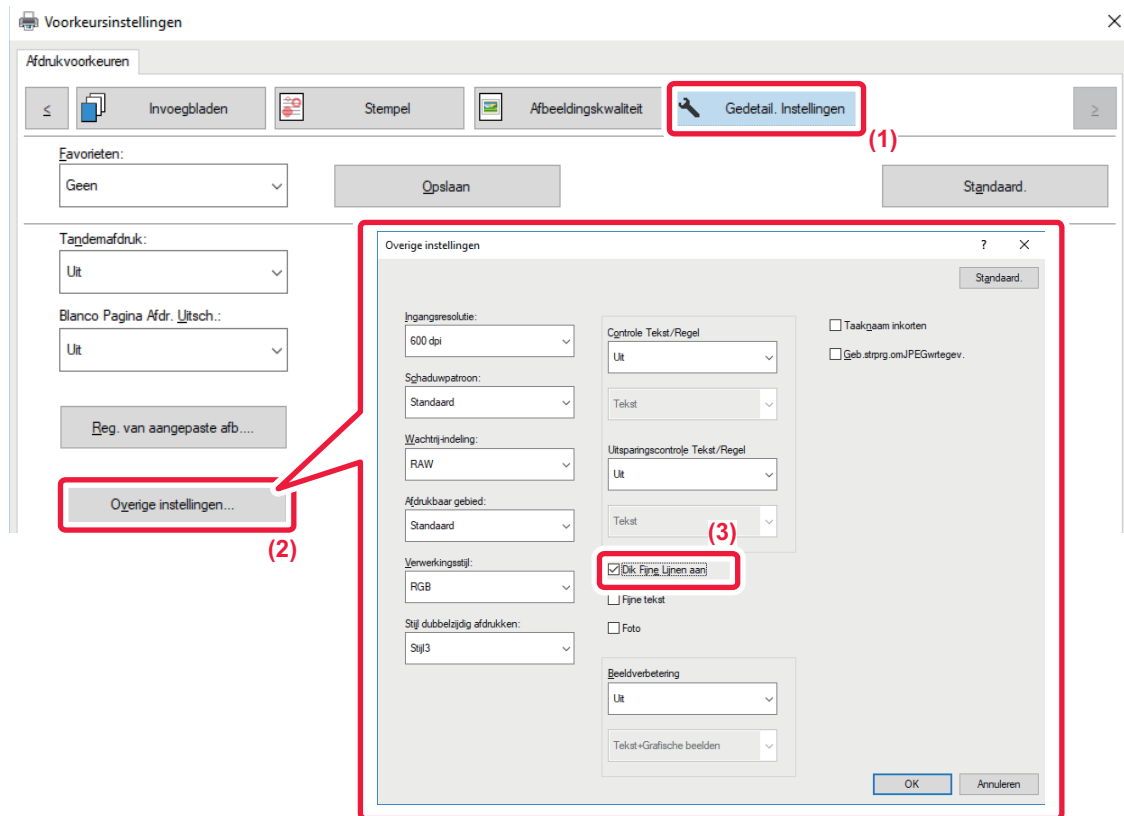 Voorkeursinstellingen
Afdrukvoorkeuren
<
Invoegbladen
Stempel
Afbeeldingskwaliteit
Gedetail. Instellingen
>
(1)
Favorieten:
Geen
Opslaan
Standaard.
Tandemafdruk:
Uit
Blanco Pagina Afdr. Uitsch.:
Uit
Reg. van aangepaste afb....
Overige instellingen...
(2)
Overige instellingen
?
Standaard.
Ingangsresolutie:
600 dpi
Schaduwpatroon:
Standaard
Wachtrij-indeling:
RAW
Afdrukbaar gebied:
Standaard
Verwerkingsstijl:
RGB
Stijl dubbelzijdig afdrukken:
Stijl3
Controle Tekst/Regel
Uit
Tekst
Uitsparingscontrole Tekst/Regel
Uit
Tekst
(3)
Dik Fijne Lijnen aan
Fijne tekst
Foto
Beeldverbetering
Uit
Tekst+Grafische beelden
Taaknaam inkorten
Geb.strprg.omJPEGwrtegev.
OK
Annuleren